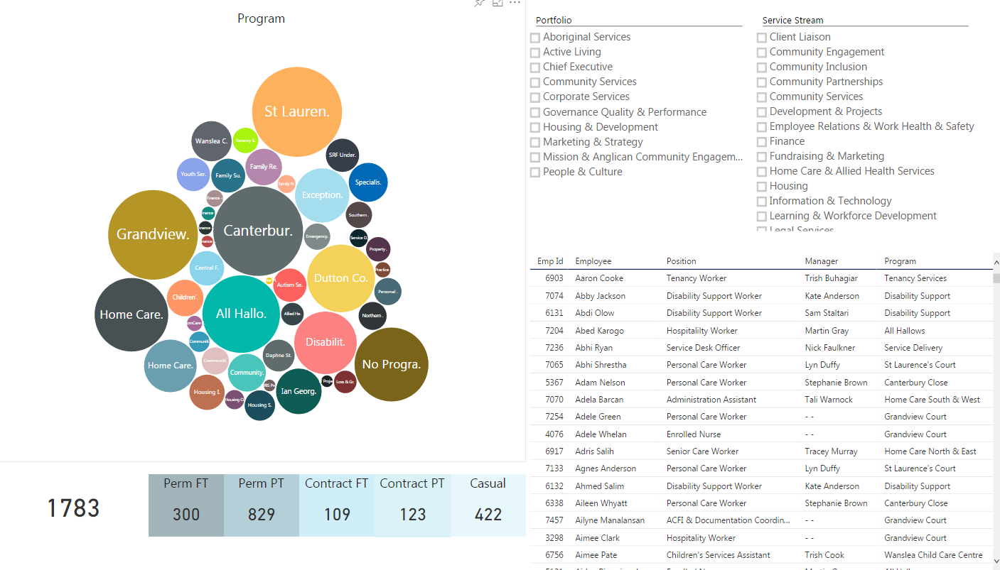 Program
St Lauren.
Wanslea C.
Tenancy S.
SRF Under.
Family Re.
Youth Ser.
Family Su.
Family Pr.
Specialis.
Exception.
Finance -
Southern .
Grandview.
Canterbur.
Emergency.
Service D.
Property .
Central F.
Practice
Dutton Co.
Autism Se.
Personal .
Children'.
Home Care.
All Hallo.
Allied He.
Northern .
omCare
Communiti.
Disabilit.
Home Care.
Communiti.
Daphne St.
No Progra.
Community.
Loss & Gr.
Ian Georg.
Housing I.
Housing S.
1783
Perm FT
300
Perm PT
829
Contract FT
109
Contract PT
123
Casual
422
Portfolio
Aboriginal Services
Active Living
Chief Executive
Community Services
Corporate Services
Governance Quality & Performance
Housing & Development
Marketing & Strategy
Mission & Anglican Community Engagem...
People & Culture
Service Stream
Client Liaison
Community Engagement
Community Inclusion
Community Partnerships
Community Services
Development & Projects
Employee Relations & Work Health & Safety
Finance
Fundraising & Marketing
Home Care & Allied Health Services
Housing
Information & Technology
Learning & Workforce Development
Legal Services
Emp Id Employee Position Manager Program
6903 Aaron Cooke Tenancy Worker Trish Buhagiar Tenancy Services
7074 Abby Jackson Disability Support Worker Kate Anderson Disability Support
6131 Abdi Olow Disability Support Worker Sam Staltari Disability Support
7204 Abed Karogo Hospitalilty Worker Martin Gray All Hallows
7236 Abhi Ryan Service Desk Officer Nick Faulkner Service Delivery
7065 Abhi Shrestha Personal Care Worker Lyn Duffy St Laurence's Court
5367 Adam Nelson Personal Care Worker Stephanie Brown Canterbury Close
7070 Adela Barcan Administration Assistant Tali Warnock Home Care South & West
7254 Adele Green Personal Care Worker - - Grandview Court
4076 Adele Whelan Enrolled Nurse - - Grandview Court
6917 Adris Salih Senior Care Worker Tracey Murray Home Care North & East
7133 Agnes Anderson Personal Care Worker Lyn Duffy St Laurence's Court
6132 Ahmed Salim Disability Support Worker Kate Anderson Disability Support
6338 Aileen Whyatt Personal Care Worker Stephanie Brown Canterbury Close
7457 Ailyne Manalansan ACFI & Documentation Coordin... - - Grandview Court
3298 Aimee Clark Hospitality Worker - - Grandview Court
6756 Aimee Pate Children's Services Assistant Trish Cook Wanslea Child Care Centre